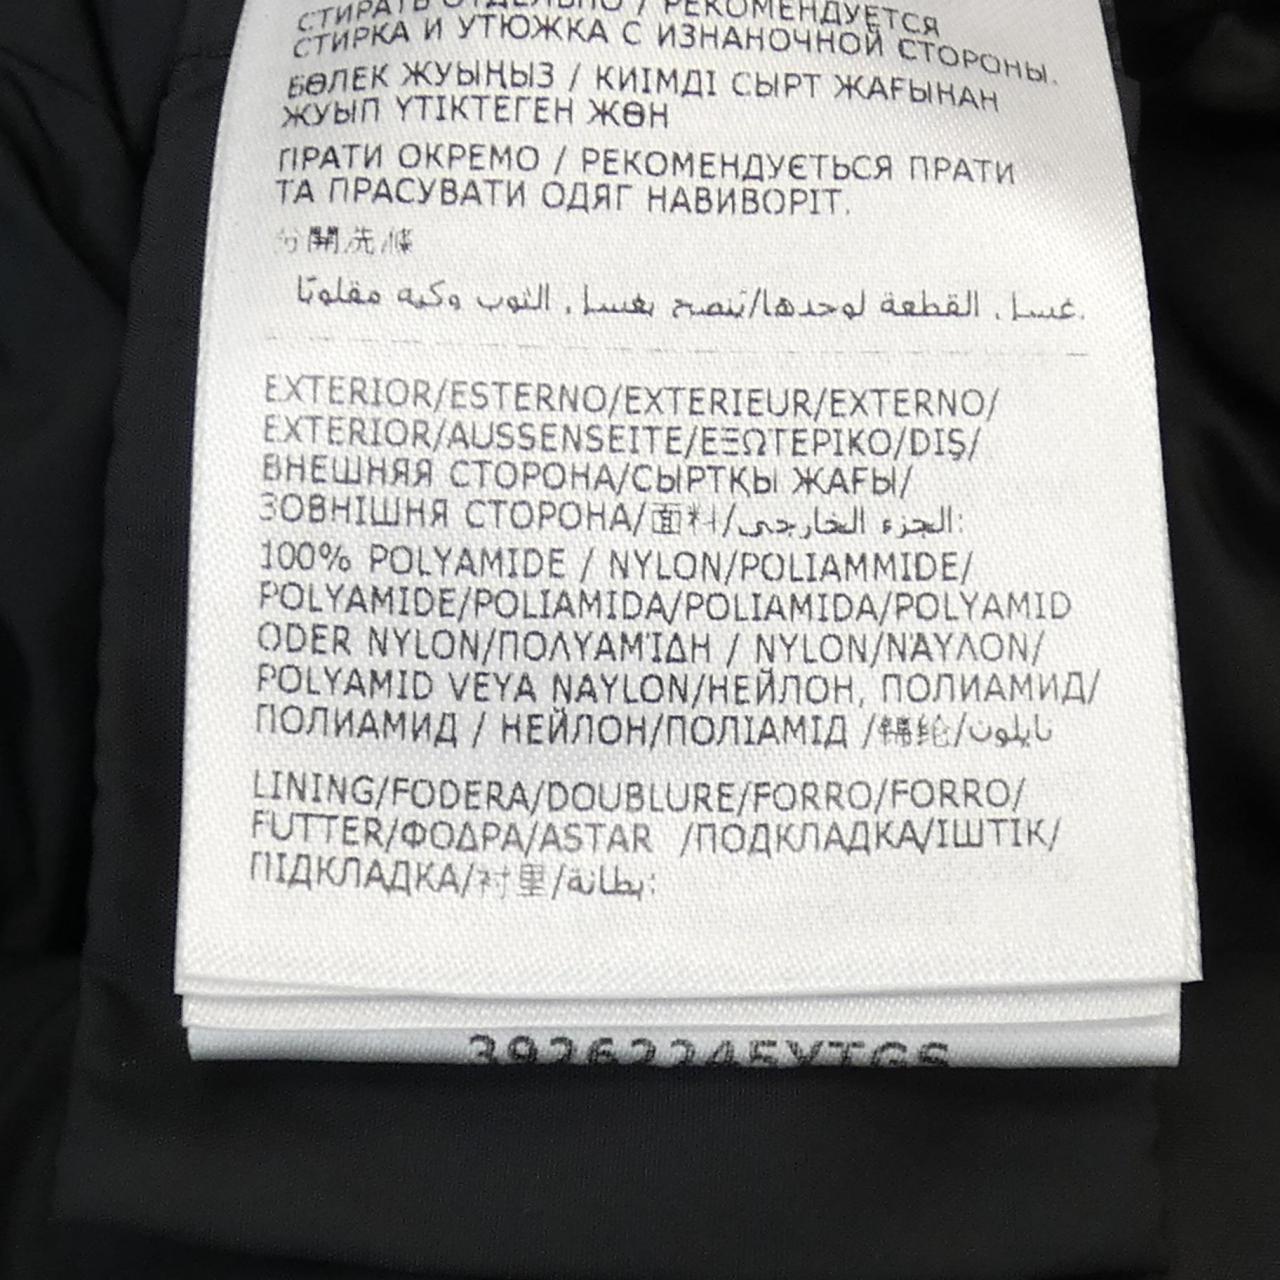 СТИРАТЬ ОТДЕЛЬНО / РЕКОМЕНДУЕТСЯ
СТИРКА И УТЮЖКА С ИЗНАНОЧНОЙ СТОРОНЫ.
БӨЛЕК ЖУЫҢЫЗ / КИІМДІ СЫРТ ЖАҒЫНАН
ЖУЫП ҮТІКТЕГЕН ЖӨН
ПРАТИ ОКРЕМО / РЕКОМЕНДУЄТЬСЯ ПРАТИ
ТА ПРАСУВАТИ ОДЯГ НАВИВОРІТ.
分開洗滌
غسل القطعة لوحدها/يُنصح بغسل الثوب وكيه مقلوبًا.
EXTERIOR/ESTERNO/EXTERIEUR/EXTERNO/
EXTERIOR/AUSSENSEITE/ΕΞΩΤΕΡΙΚΟ/DIŞ/
ВНЕШНЯЯ СТОРОНА/СЫРТҚЫ ЖАҒЫ/
ЗОВНІШНЯ СТОРОНА/面料/الجزء الخارجي:
100% POLYAMIDE / NYLON/POLIAMMIDE/
POLYAMIDE/POLIAMIDA/POLIAMIDA/POLYAMID
ODER NYLON/ΠΟΛΥΑΜΊΔΗ / NYLON/ΝΆΥΛΟΝ/
POLYAMID VEYA NAYLON/НЕЙЛОН, ПОЛИАМИД/
ПОЛИАМИД / НЕЙЛОН/ПОЛІАМІД /锦纶/نايلون
LINING/FODERA/DOUBLURE/FORRO/FORRO/
FUTTER/ΦΟΔΡΑ/ASTAR /ПОДКЛАДКА/ІШТІК/
ПІДКЛАДКА/衬里/بطانة:
39262245YTGS